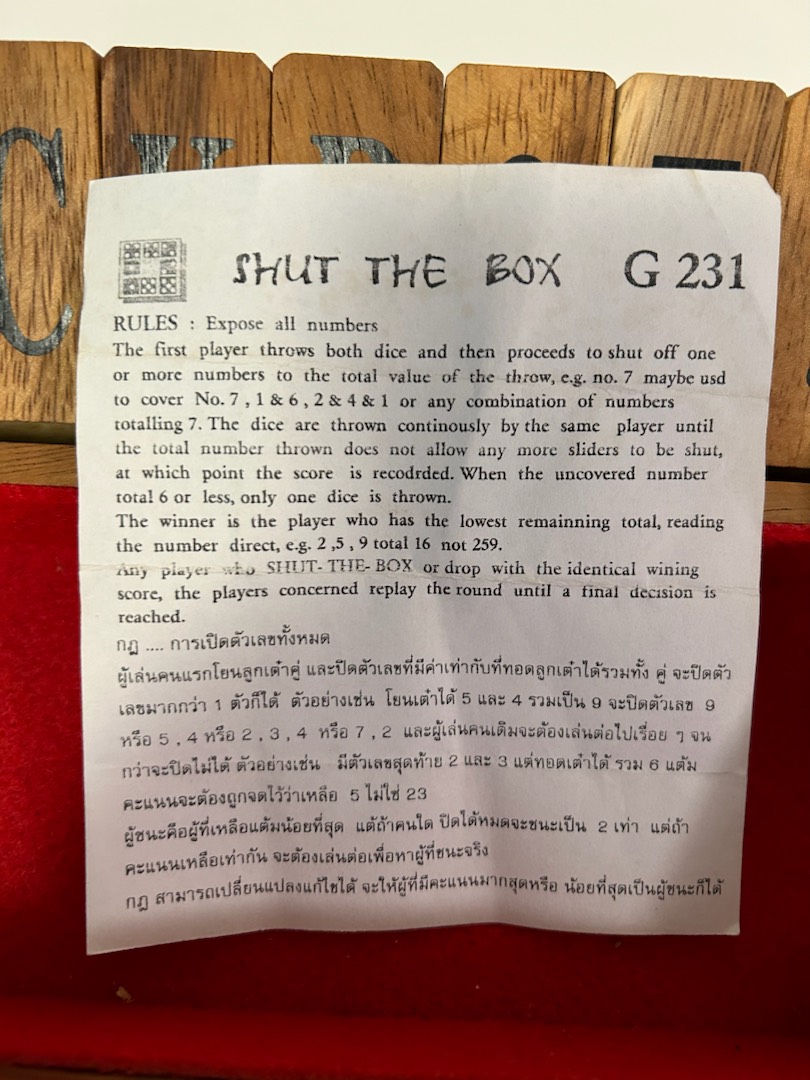 SHUT THE BOX G 231
RULES : Expose all numbers
The first player throws both dice and then proceeds to shut off one
or more numbers to the total value of the throw, e.g. no. 7 maybe usd
to cover No. 7 , 1 & 6 , 2 & 4 & 1 or any combination of numbers
totalling 7. The dice are thrown continously by the same player until
the total number thrown does not allow any more sliders to be shut,
at which point the score is recodrded. When the uncovered number
total 6 or less, only one dice is thrown.
The winner is the player who has the lowest remainning total, reading
the number direct, e.g. 2 ,5 , 9 total 16 not 259.
Any player who SHUT- THE- BOX or drop with the identical wining
score, the players concerned replay the round until a final decision is
reached.
กฎ .... การเปิดตัวเลขทั้งหมด
ผู้เล่นคนแรกโยนลูกเต๋าคู่ และปิดตัวเลขที่มีค่าเท่ากับที่ทอดลูกเต๋าได้รวมทั้ง คู่ จะปิดตัว
เลขมากกว่า 1 ตัวก็ได้ ตัวอย่างเช่น โยนเต๋าได้ 5 และ 4 รวมเป็น 9 จะปิดตัวเลข 9
หรือ 5 , 4 หรือ 2 , 3 , 4 หรือ 7 , 2 และผู้เล่นคนเดิมจะต้องเล่นต่อไปเรื่อย ๆ จน
กว่าจะปิดไม่ได้ ตัวอย่างเช่น มีตัวเลขสุดท้าย 2 และ 3 แต่ทอดเต๋าได้ รวม 6 แต้ม
คะแนนจะต้องถูกจดไว้ว่าเหลือ 5 ไม่ใช่ 23
ผู้ชนะคือผู้ที่เหลือแต้มน้อยที่สุด แต่ถ้าคนใด ปิดได้หมดจะชนะเป็น 2 เท่า แต่ถ้า
คะแนนเหลือเท่ากัน จะต้องเล่นต่อเพื่อหาผู้ที่ชนะจริง
กฎ สามารถเปลี่ยนแปลงแก้ไขได้ จะให้ผู้ที่มีคะแนนมากสุดหรือ น้อยที่สุดเป็นผู้ชนะก็ได้